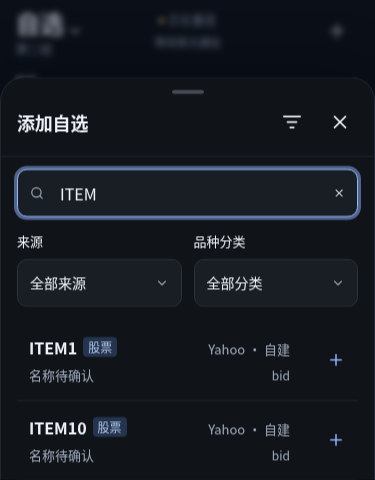 自选
添加自选
ITEM
来源
品种分类
全部来源
全部分类
ITEM1 股票
Yahoo · 自建
名称待确认
bid
ITEM10 股票
Yahoo · 自建
名称待确认
bid